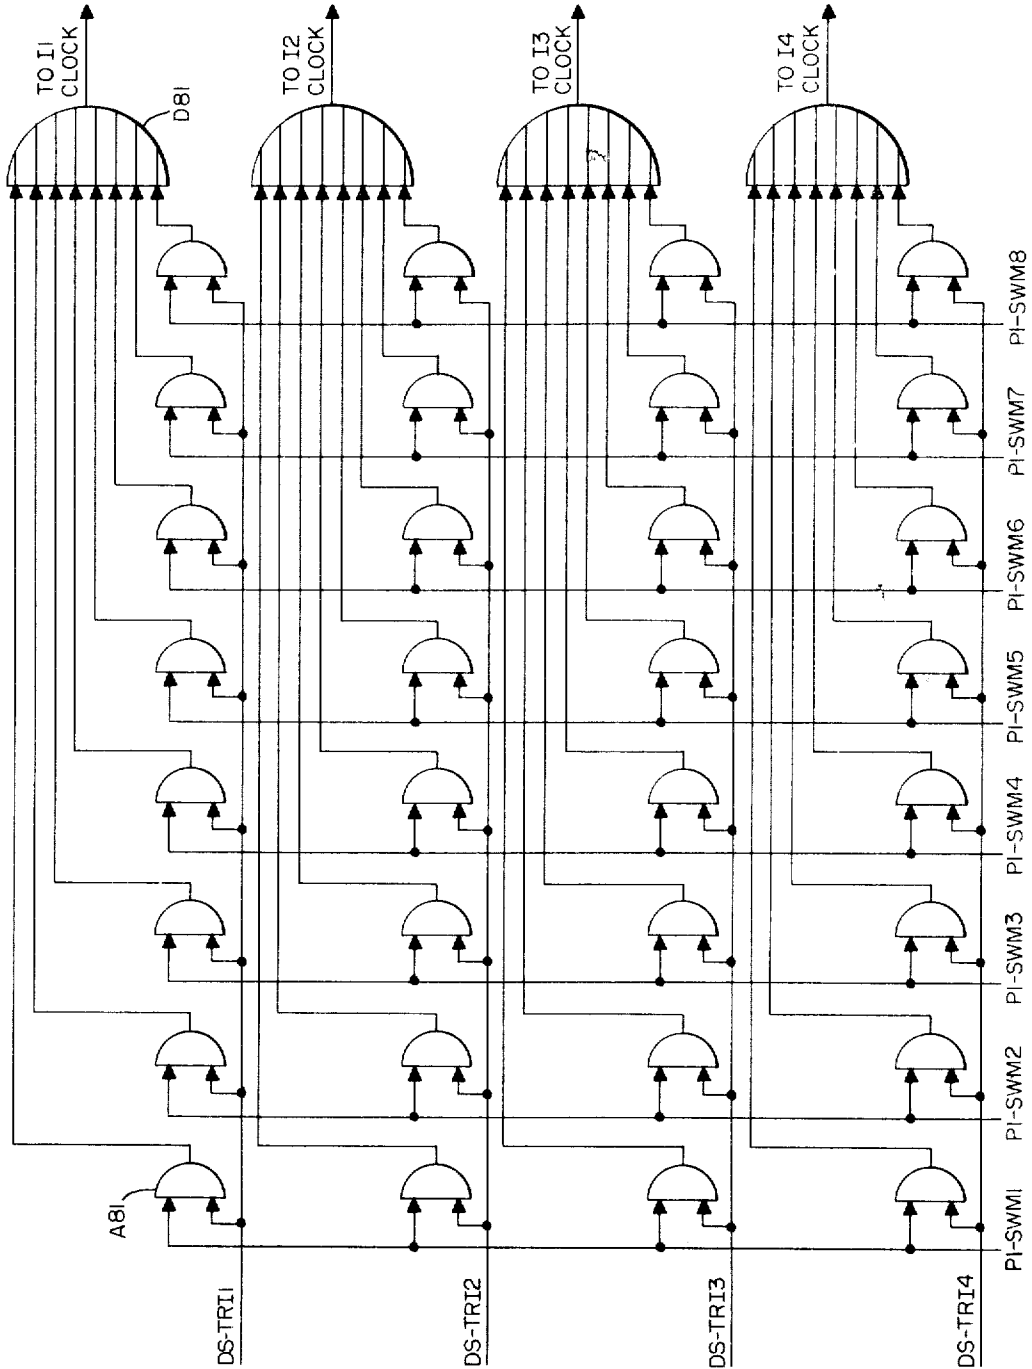 TO I1
CLOCK
D81
TO I2
CLOCK
TO I3
CLOCK
TO I4
CLOCK
A81
DS-TRI1
DS-TRI2
DS-TRI3
DS-TRI4
PI-SWM1
PI-SWM2
PI-SWM3
PI-SWM4
PI-SWM5
PI-SWM6
PI-SWM7
PI-SWM8